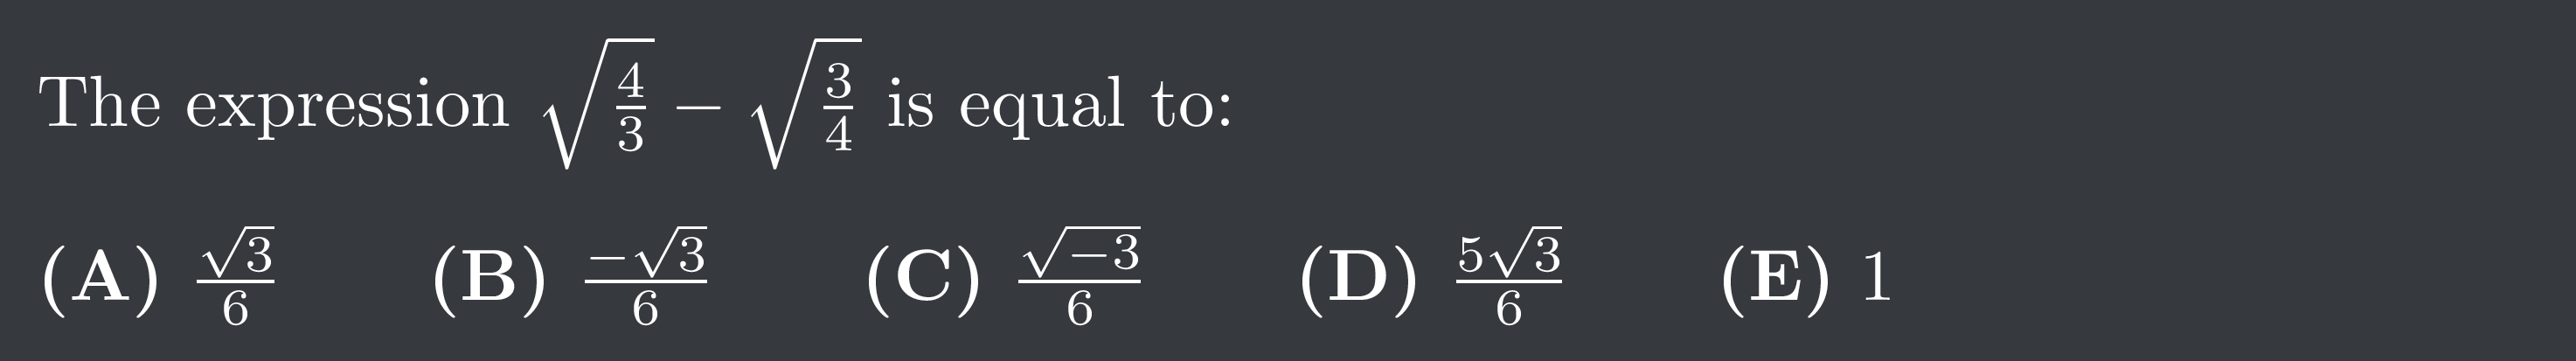 The expression $\sqrt{\frac{4}{3}} - \sqrt{\frac{3}{4}}$ is equal to:
(A) $\frac{\sqrt{3}}{6}$ (B) $\frac{-\sqrt{3}}{6}$ (C) $\frac{\sqrt{-3}}{6}$ (D) $\frac{5\sqrt{3}}{6}$ (E) 1